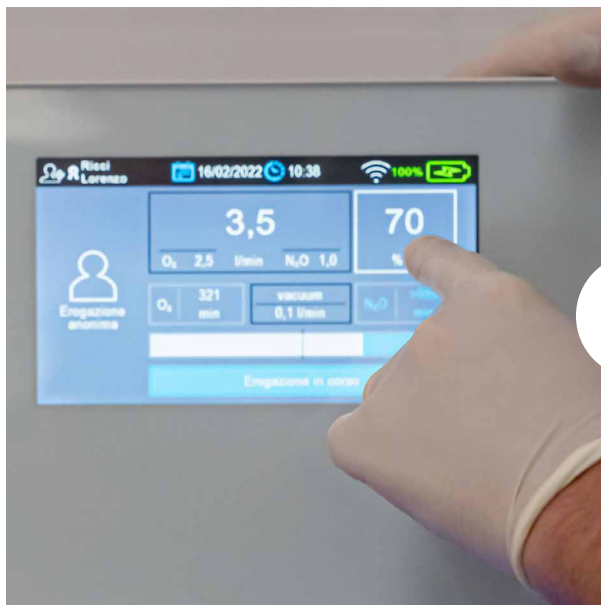 Ricci
Lorenzo
16/02/2022
10:38
100%
3,5
O₂ 2,5 l/min N₂O 1,0
70
%
Erogazione
anonima
O₂ 321
min
vacuum
0,1 l/min
N₂O
Erogazione in corso